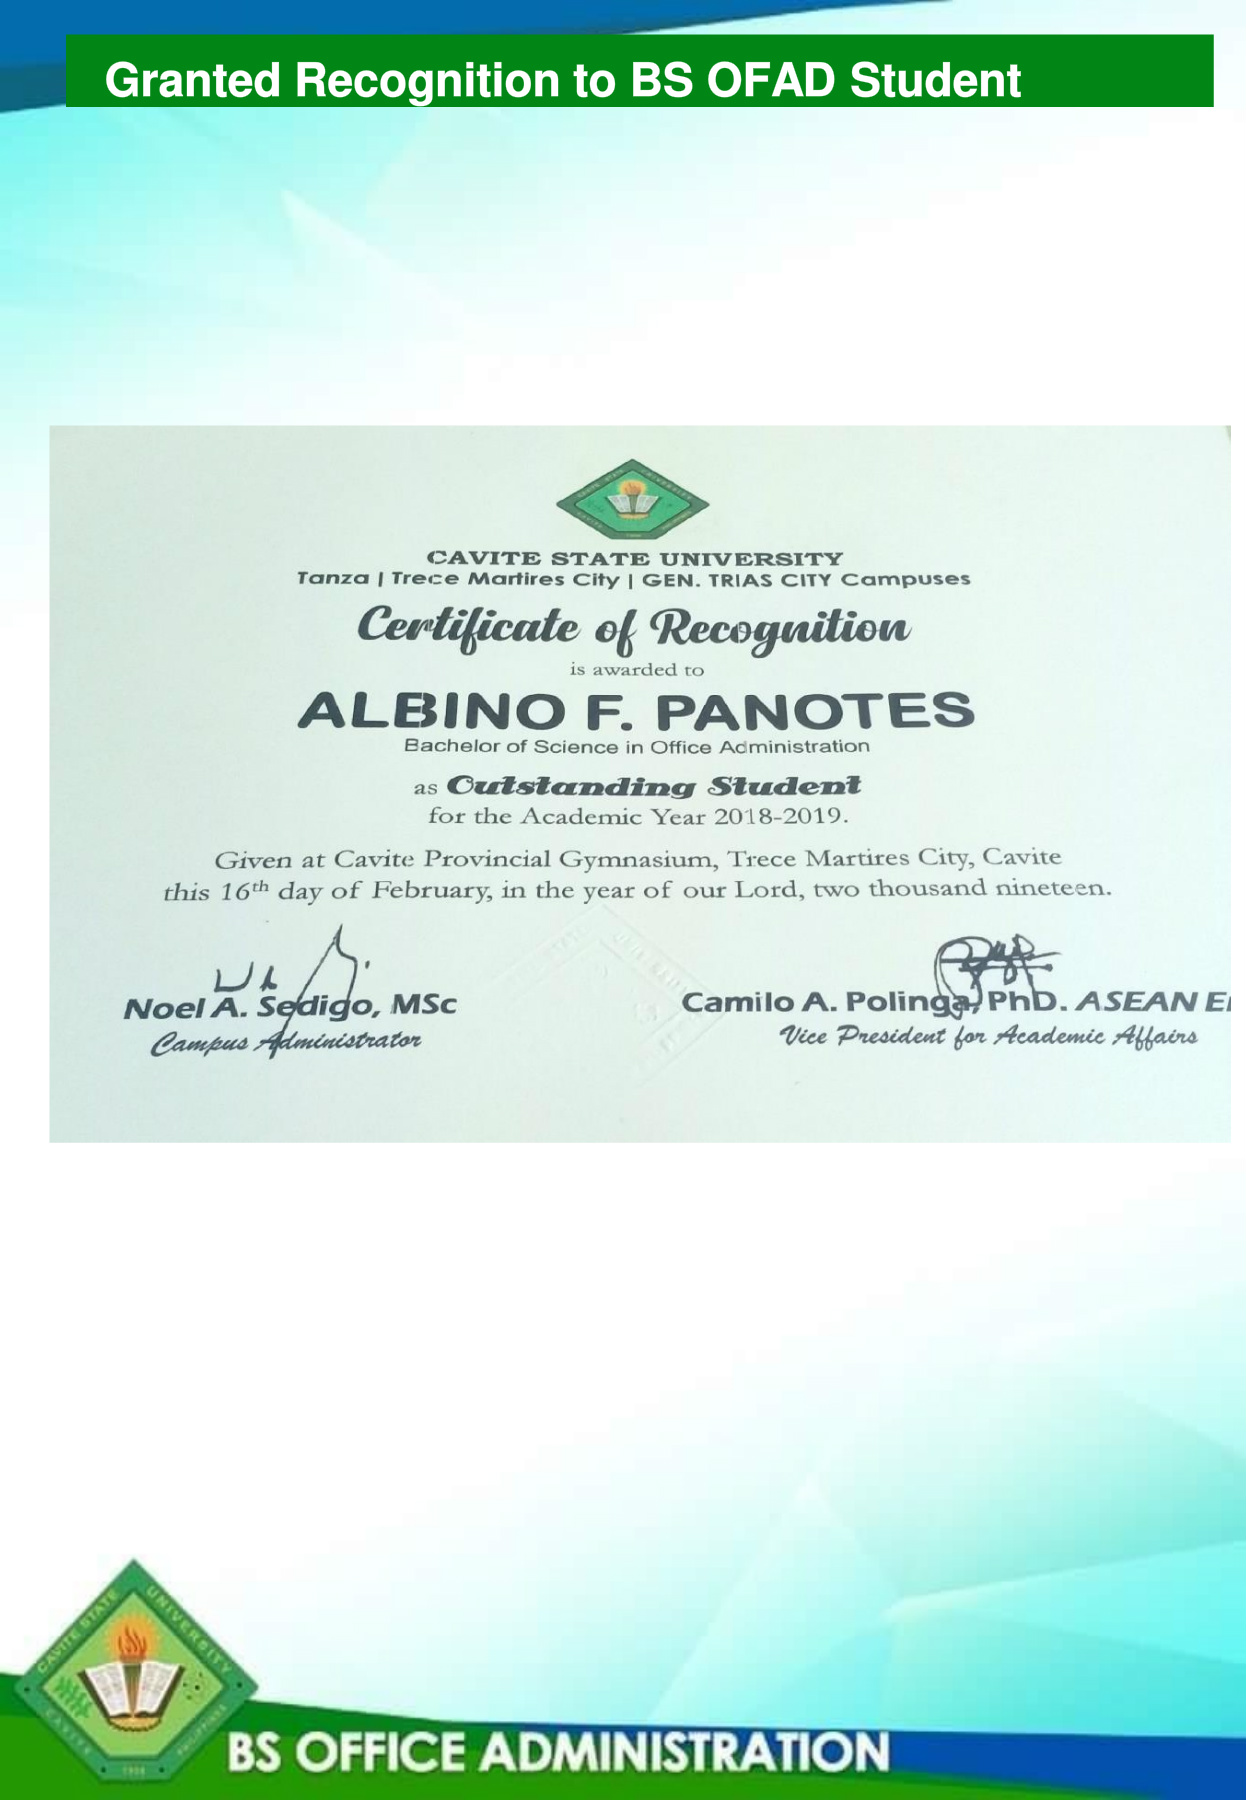 Granted Recognition to BS OFAD Student
CAVITE STATE UNIVERSITY
Tanza | Trece Martires City | GEN. TRIAS CITY Campuses
Certificate of Recognition
is awarded to
ALBINO F. PANOTES
Bachelor of Science in Office Administration
as Outstanding Student
for the Academic Year 2018-2019.
Given at Cavite Provincial Gymnasium, Trece Martires City, Cavite
this 16th day of February, in the year of our Lord, two thousand nineteen.
Noel A. Sedigo, MSc
Campus Administrator
Camilo A. Polinga, PhD. ASEAN
Vice President for Academic Affairs
CAVITE STATE UNIVERSITY
CAVITE PHILIPPINES
1906
BS OFFICE ADMINISTRATION